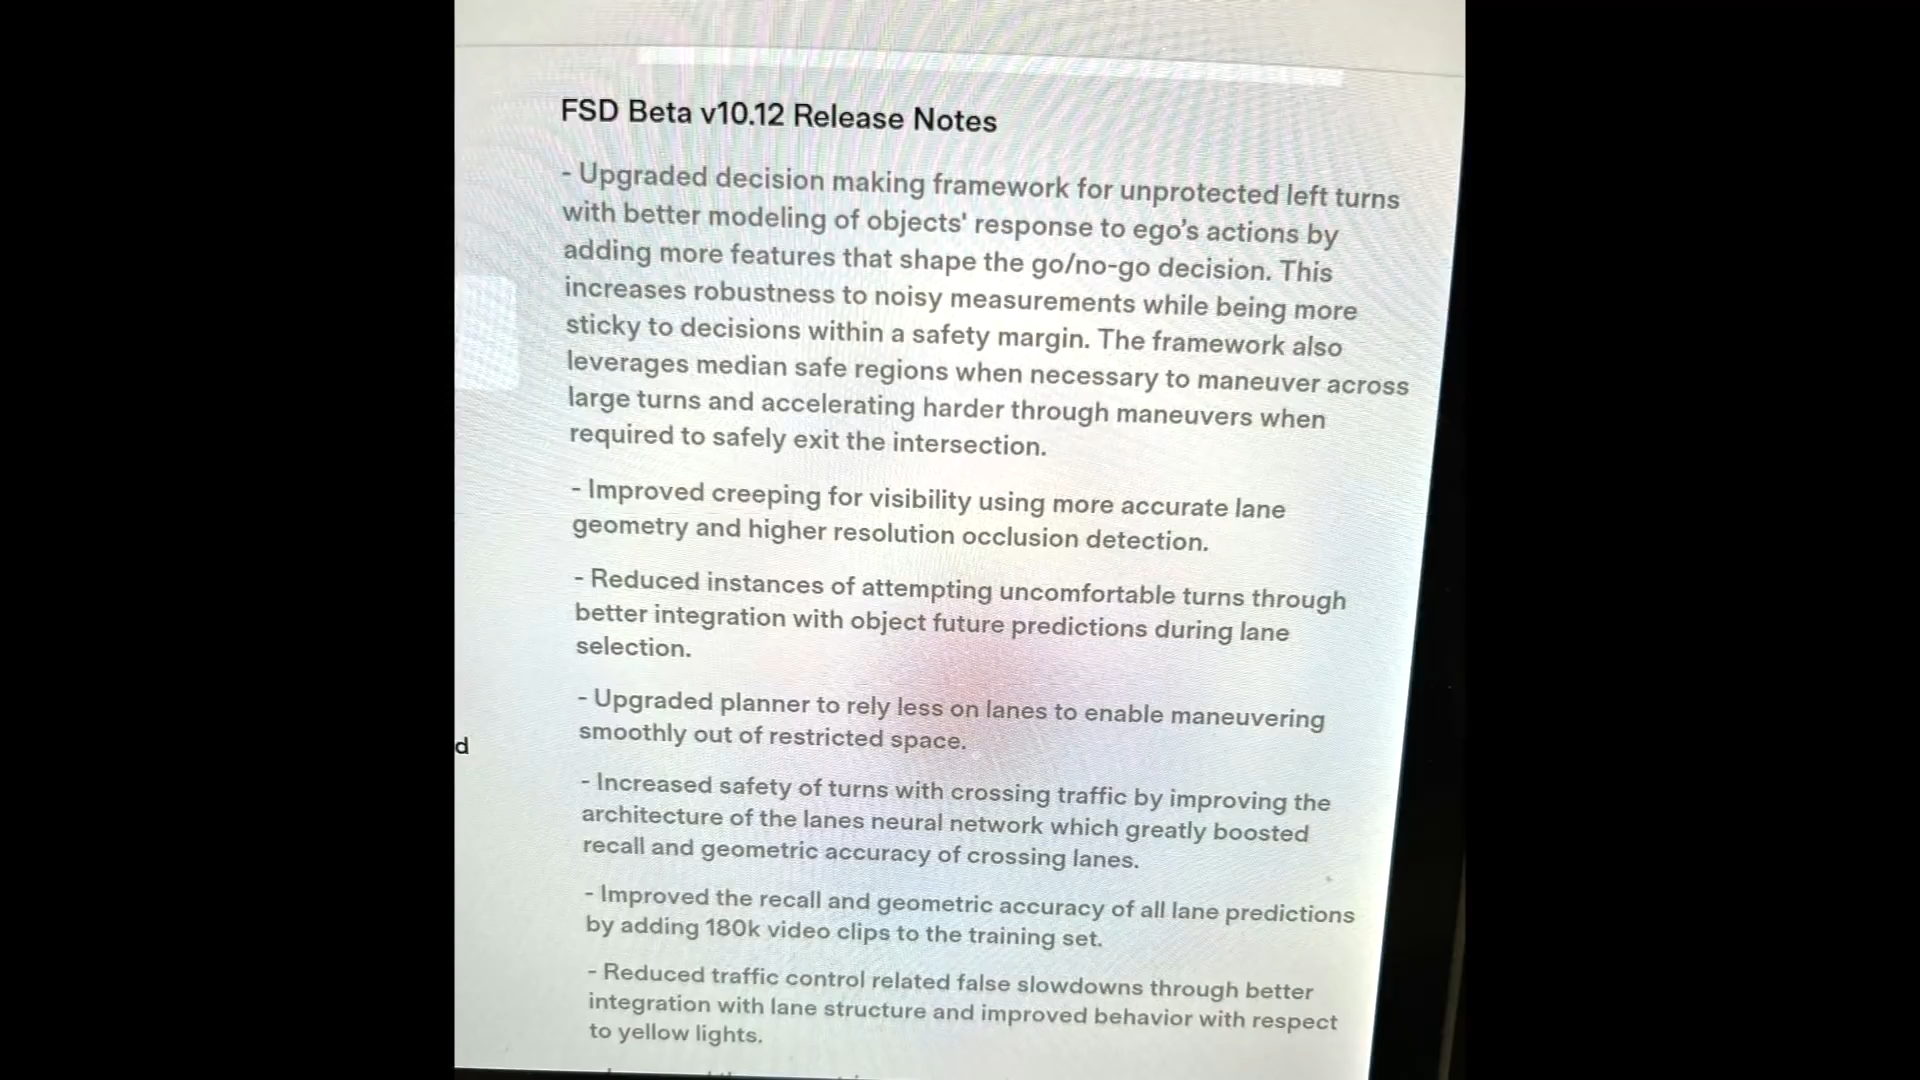 FSD Beta v10.12 Release Notes
- Upgraded decision making framework for unprotected left turns
with better modeling of objects' response to ego's actions by
adding more features that shape the go/no-go decision. This
increases robustness to noisy measurements while being more
sticky to decisions within a safety margin. The framework also
leverages median safe regions when necessary to maneuver across
large turns and accelerating harder through maneuvers when
required to safely exit the intersection.
- Improved creeping for visibility using more accurate lane
geometry and higher resolution occlusion detection.
- Reduced instances of attempting uncomfortable turns through
better integration with object future predictions during lane
selection.
- Upgraded planner to rely less on lanes to enable maneuvering
smoothly out of restricted space.
d
- Increased safety of turns with crossing traffic by improving the
architecture of the lanes neural network which greatly boosted
recall and geometric accuracy of crossing lanes.
- Improved the recall and geometric accuracy of all lane predictions
by adding 180k video clips to the training set.
- Reduced traffic control related false slowdowns through better
integration with lane structure and improved behavior with respect
to yellow lights.